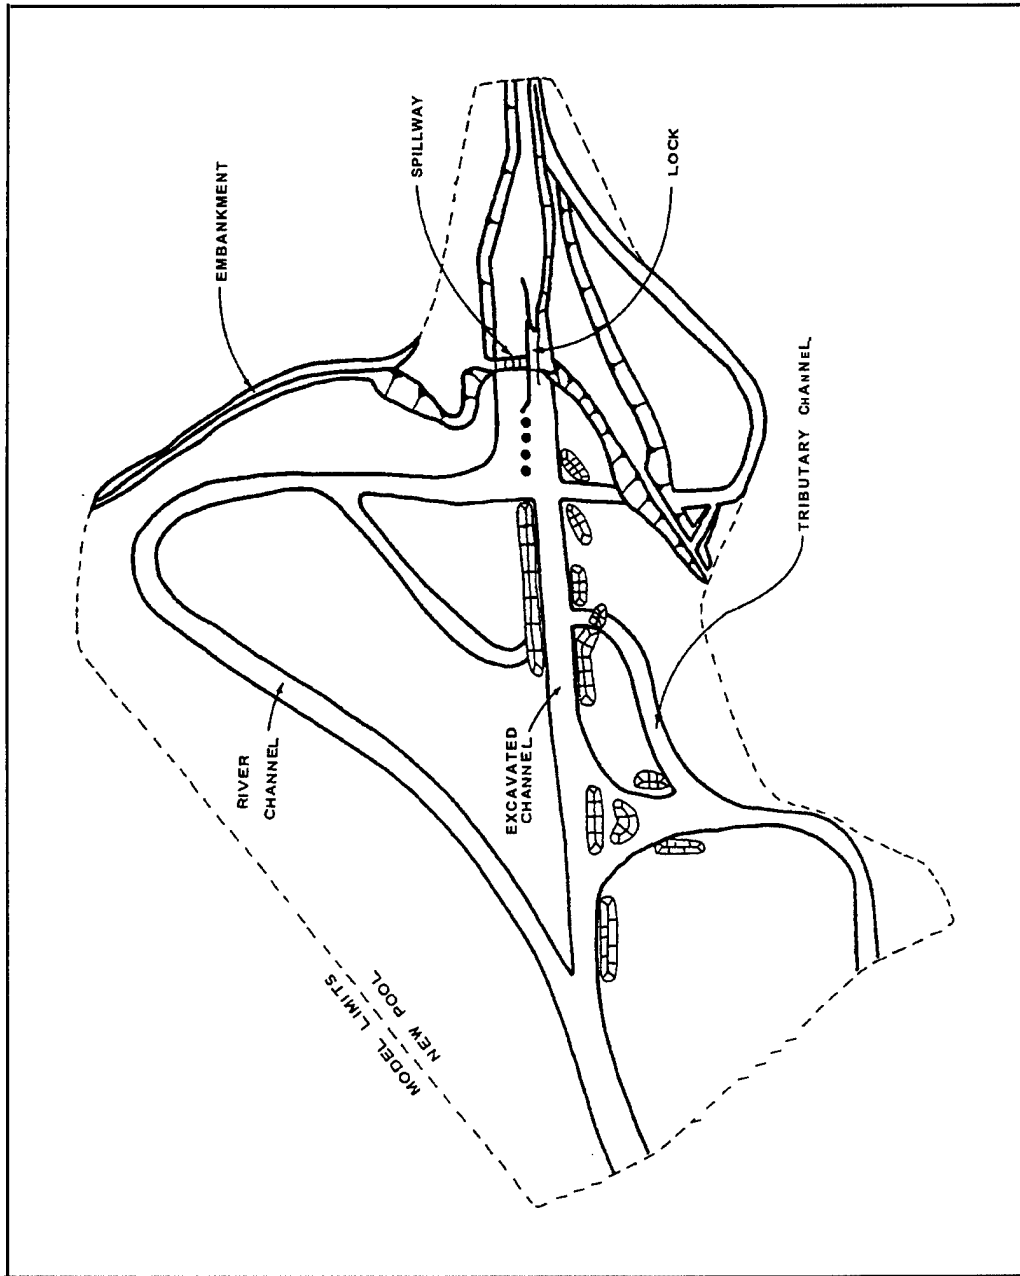 EMBANKMENT
SPILLWAY
LOCK
TRIBUTARY CHANNEL
RIVER
CHANNEL
EXCAVATED
CHANNEL
MODEL LIMITS
NEW POOL